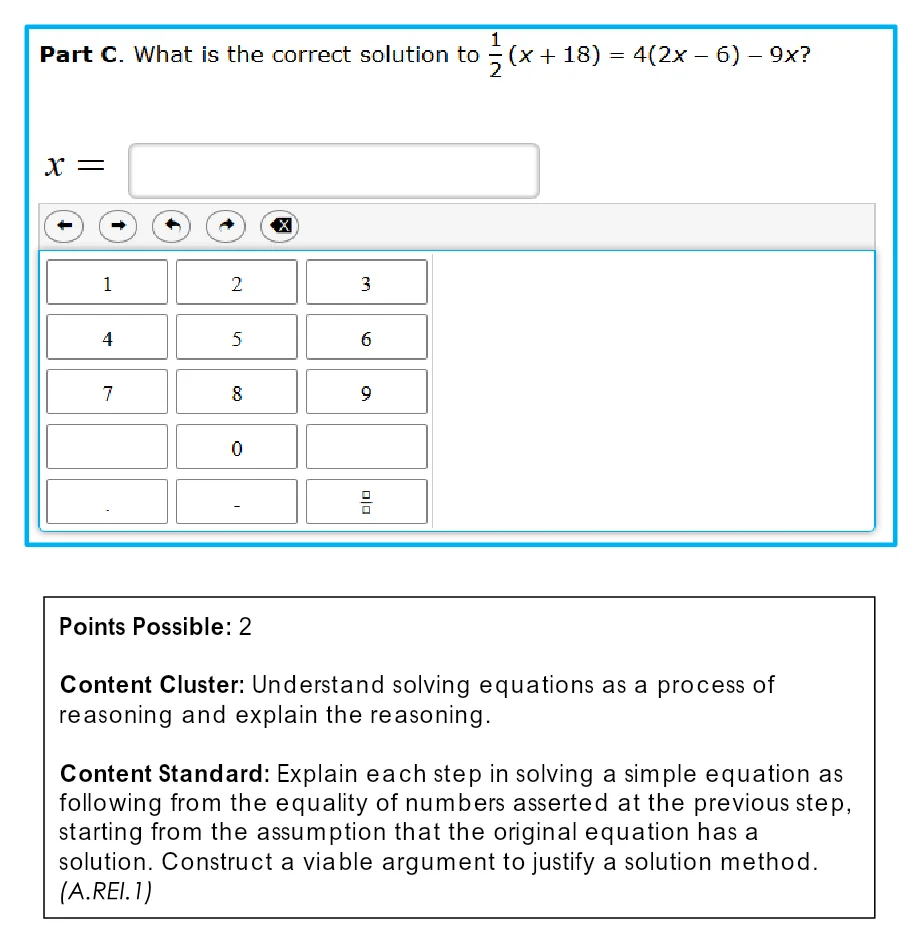 Part C. What is the correct solution to 1/2 (x + 18) = 4(2x – 6) – 9x?
x =
1 2 3
4 5 6
7 8 9
0
. -
Points Possible: 2
Content Cluster: Understand solving equations as a process of
reasoning and explain the reasoning.
Content Standard: Explain each step in solving a simple equation as
following from the equality of numbers asserted at the previous step,
starting from the assumption that the original equation has a
solution. Construct a viable argument to justify a solution method.
(A.REI.1)